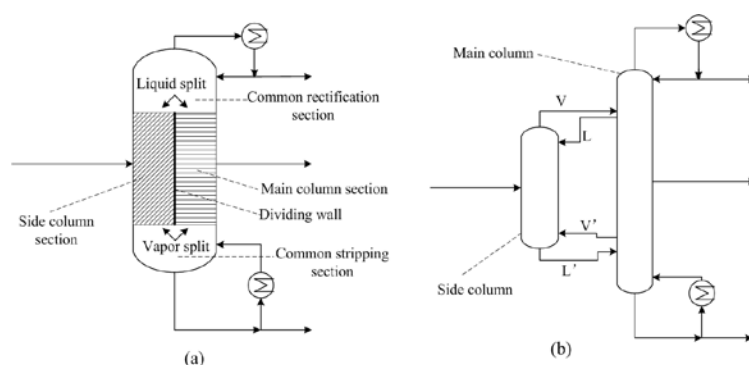 Liquid split
Common rectification
section
Main column section
Dividing wall
Side column
section
Vapor split
Common stripping
section
(a)
Main column
V
L
V'
L'
Side column
(b)